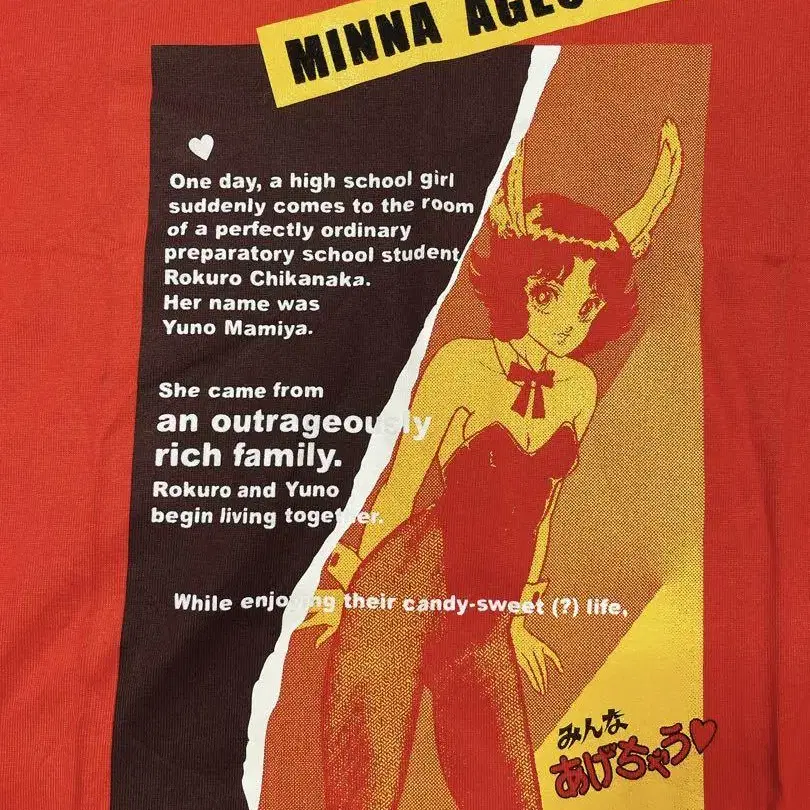 MINNA AGEC
One day, a high school girl
suddenly comes to the room
of a perfectly ordinary
preparatory school student
Rokuro Chikanaka.
Her name was
Yuno Mamiya.
She came from
an outrageously
rich family.
Rokuro and Yuno
begin living together.
While enjoying their candy-sweet (?) life,
みんな
あげちゃう♡